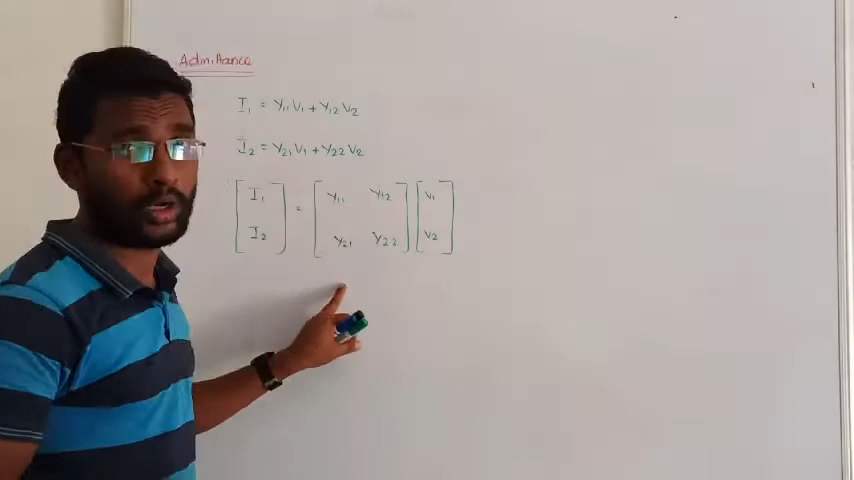 Admittance
I₁ = Y₁₁V₁ + Y₁₂V₂
I₂ = Y₂₁V₁ + Y₂₂V₂
[I₁] = [Y₁₁ Y₁₂] [V₁]
[I₂] [Y₂₁ Y₂₂] [V₂]